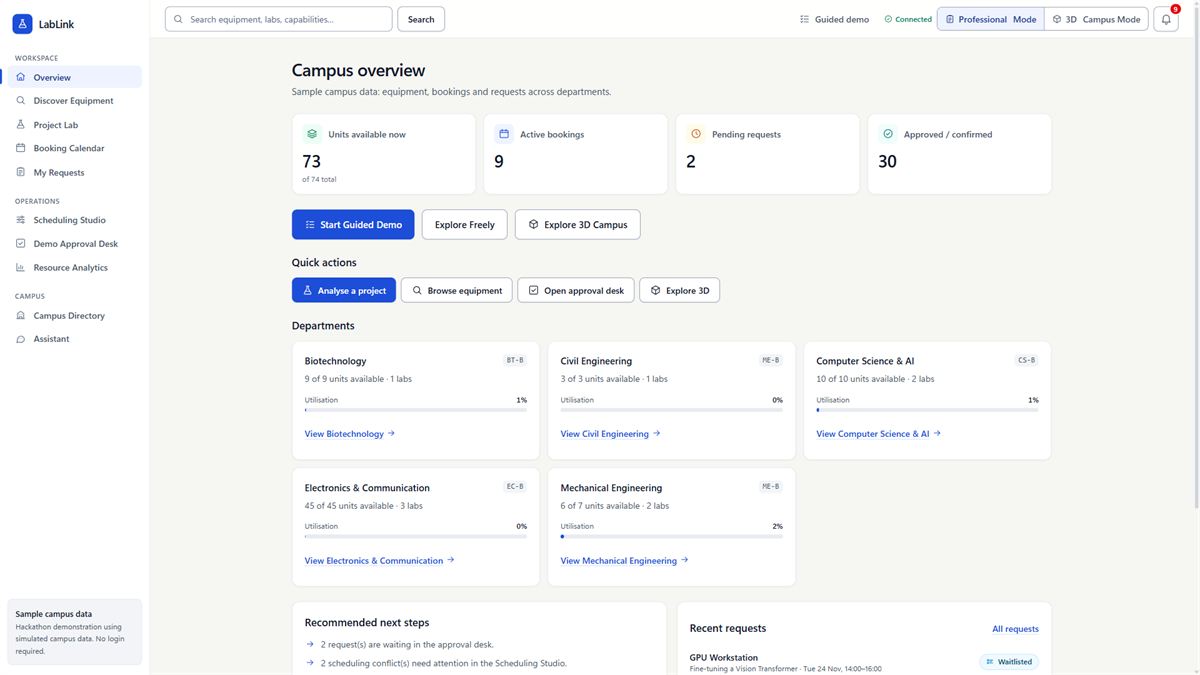 LabLink
Search equipment, labs, capabilities...
Search
Guided demo
Connected
Professional Mode
3D Campus Mode
9
WORKSPACE
Overview
Discover Equipment
Project Lab
Booking Calendar
My Requests
OPERATIONS
Scheduling Studio
Demo Approval Desk
Resource Analytics
CAMPUS
Campus Directory
Assistant
Sample campus data
Hackathon demonstration using
simulated campus data. No login
required.
Campus overview
Sample campus data: equipment, bookings and requests across departments.
Units available now
73
of 74 total
Active bookings
9
Pending requests
2
Approved / confirmed
30
Start Guided Demo
Explore Freely
Explore 3D Campus
Quick actions
Analyse a project
Browse equipment
Open approval desk
Explore 3D
Departments
Biotechnology
BT-B
9 of 9 units available · 1 labs
Utilisation
1%
View Biotechnology →
Civil Engineering
ME-B
3 of 3 units available · 1 labs
Utilisation
0%
View Civil Engineering →
Computer Science & AI
CS-B
10 of 10 units available · 2 labs
Utilisation
1%
View Computer Science & AI →
Electronics & Communication
EC-B
45 of 45 units available · 3 labs
Utilisation
0%
View Electronics & Communication →
Mechanical Engineering
ME-B
6 of 7 units available · 2 labs
Utilisation
2%
View Mechanical Engineering →
Recommended next steps
→ 2 request(s) are waiting in the approval desk.
→ 2 scheduling conflict(s) need attention in the Scheduling Studio.
Recent requests
All requests
GPU Workstation
Fine-tuning a Vision Transformer · Tue 24 Nov, 14:00–16:00
Waitlisted